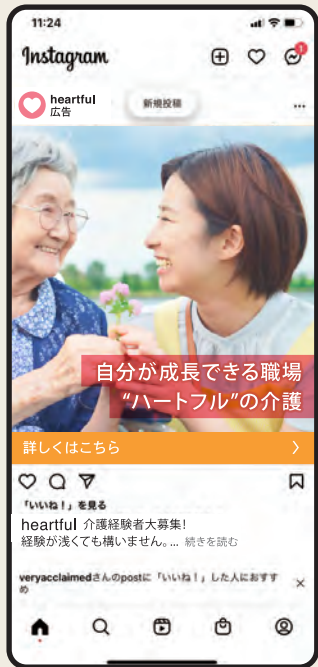 11:24
Instagram
1
heartful
広告
新規投稿
自分が成長できる職場
“ハートフル”の介護
詳しくはこちら
「いいね！」を見る
heartful 介護経験者大募集!
経験が浅くても構いません。... 続きを読む
veryacclaimedさんのpostに「いいね！」した人におすす
め